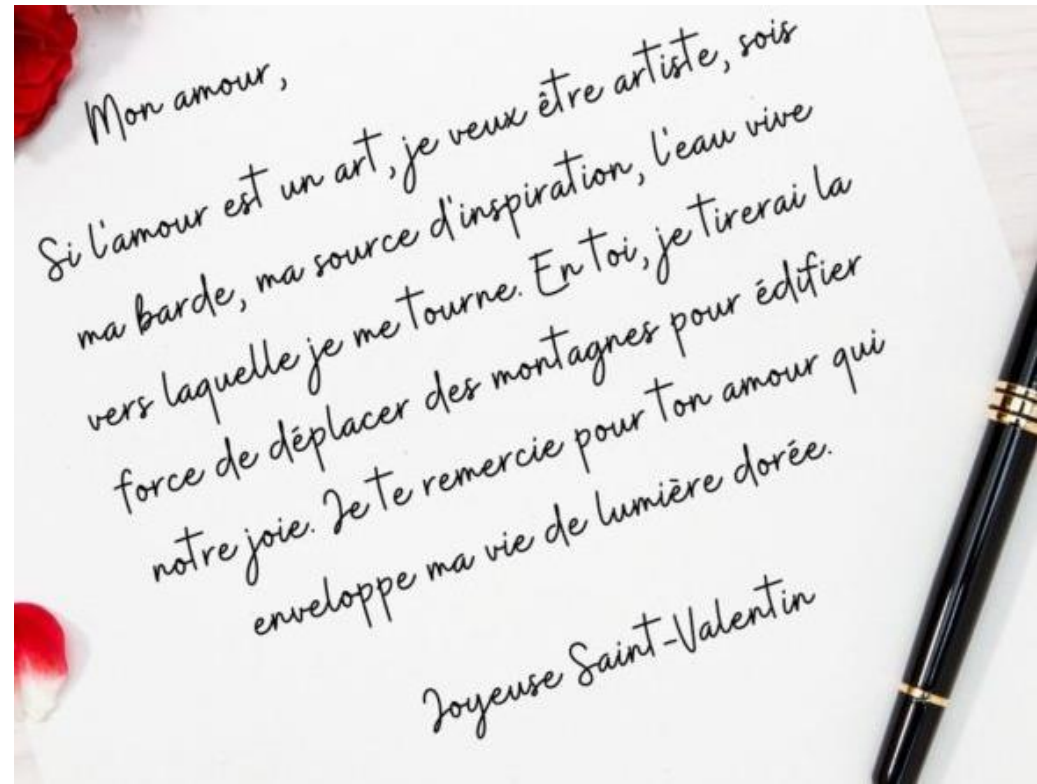 Mon amour,
Si l'amour est un art, je veux être artiste, sois
ma barde, ma source d'inspiration, l'eau vive
vers laquelle je me tourne. En toi, je tirerai la
force de déplacer des montagnes pour édifier
notre joie. Je te remercie pour ton amour qui
enveloppe ma vie de lumière dorée.
Joyeuse Saint-Valentin